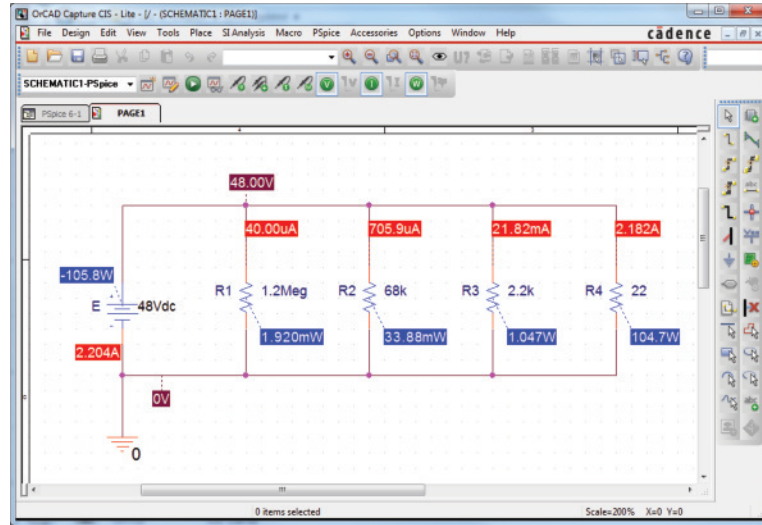 OrCAD Capture CIS - Lite - [/ - (SCHEMATIC1 : PAGE1)]
File Design Edit View Tools Place SI Analysis Macro PSpice Accessories Options Window Help
cādence
SCHEMATIC1-PSpice
PSpice 6-1 PAGE1
48.00V
40.00uA 705.9uA 21.82mA 2.182A
-105.8W
E 48Vdc
R1 1.2Meg R2 68k R3 2.2k R4 22
1.920mW 33.88mW 1.047W 104.7W
2.204A
0V
0
0 items selected Scale=200% X=0 Y=0